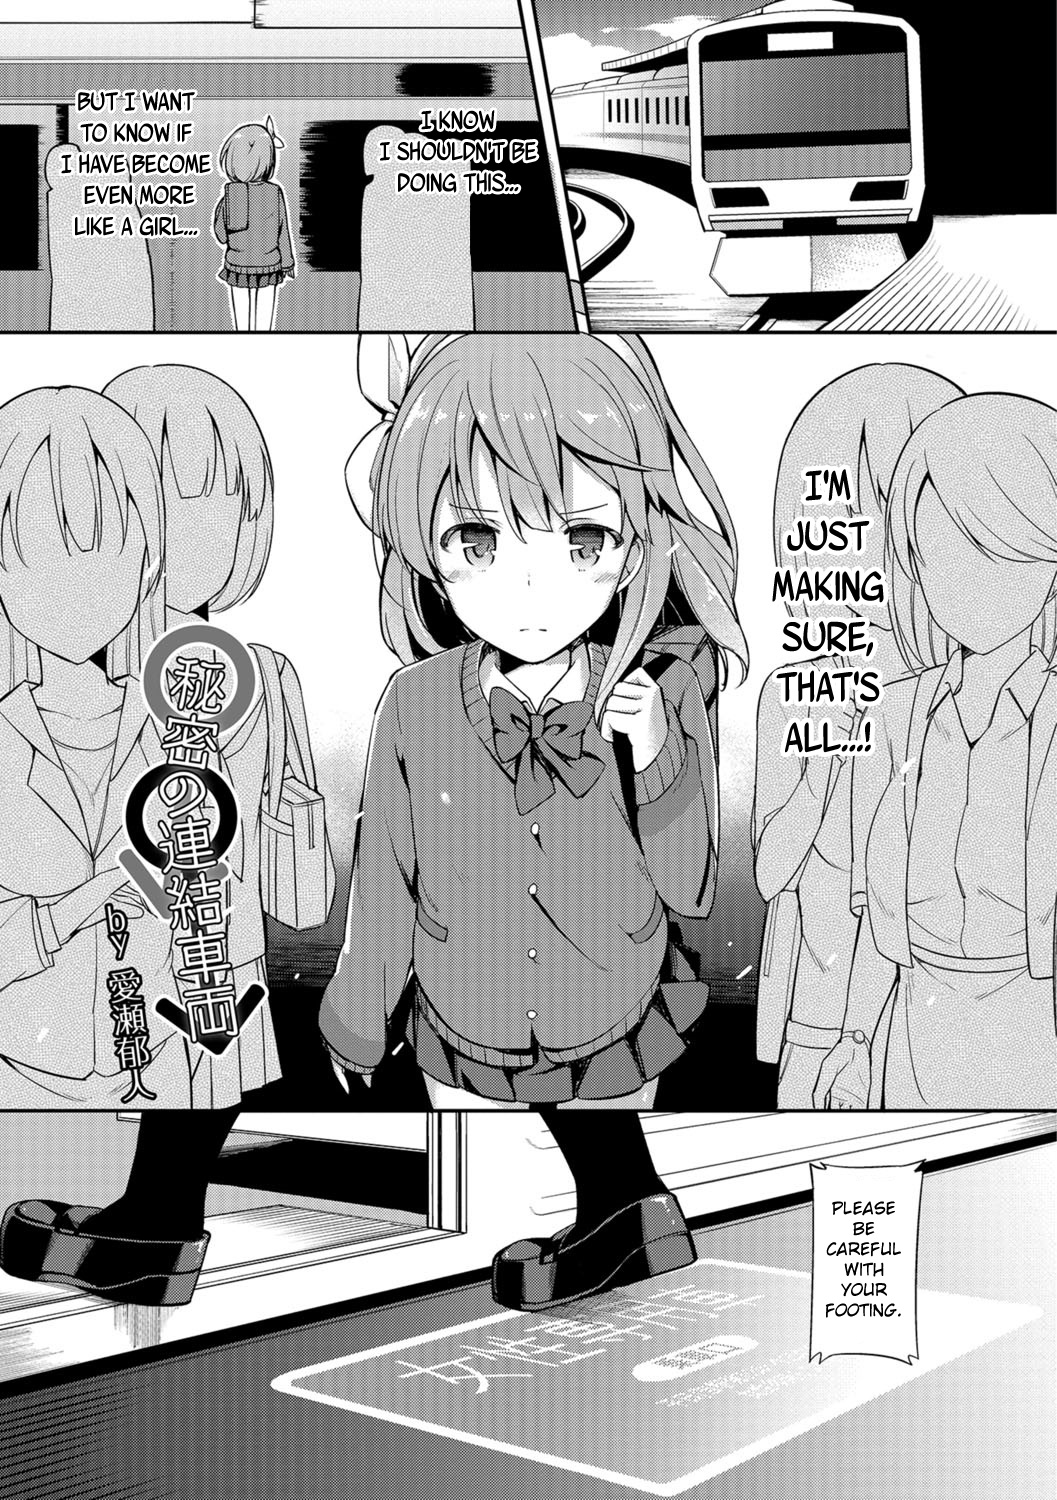 I KNOW
I SHOULDN'T BE
DOING THIS...
BUT I WANT
TO KNOW IF
I HAVE BECOME
EVEN MORE
LIKE A GIRL...
I'M
JUST
MAKING
SURE,
THAT'S
ALL...!
秘密の連結車両
by 愛瀬郁人
PLEASE
BE
CAREFUL
WITH
YOUR
FOOTING.
女性専用車